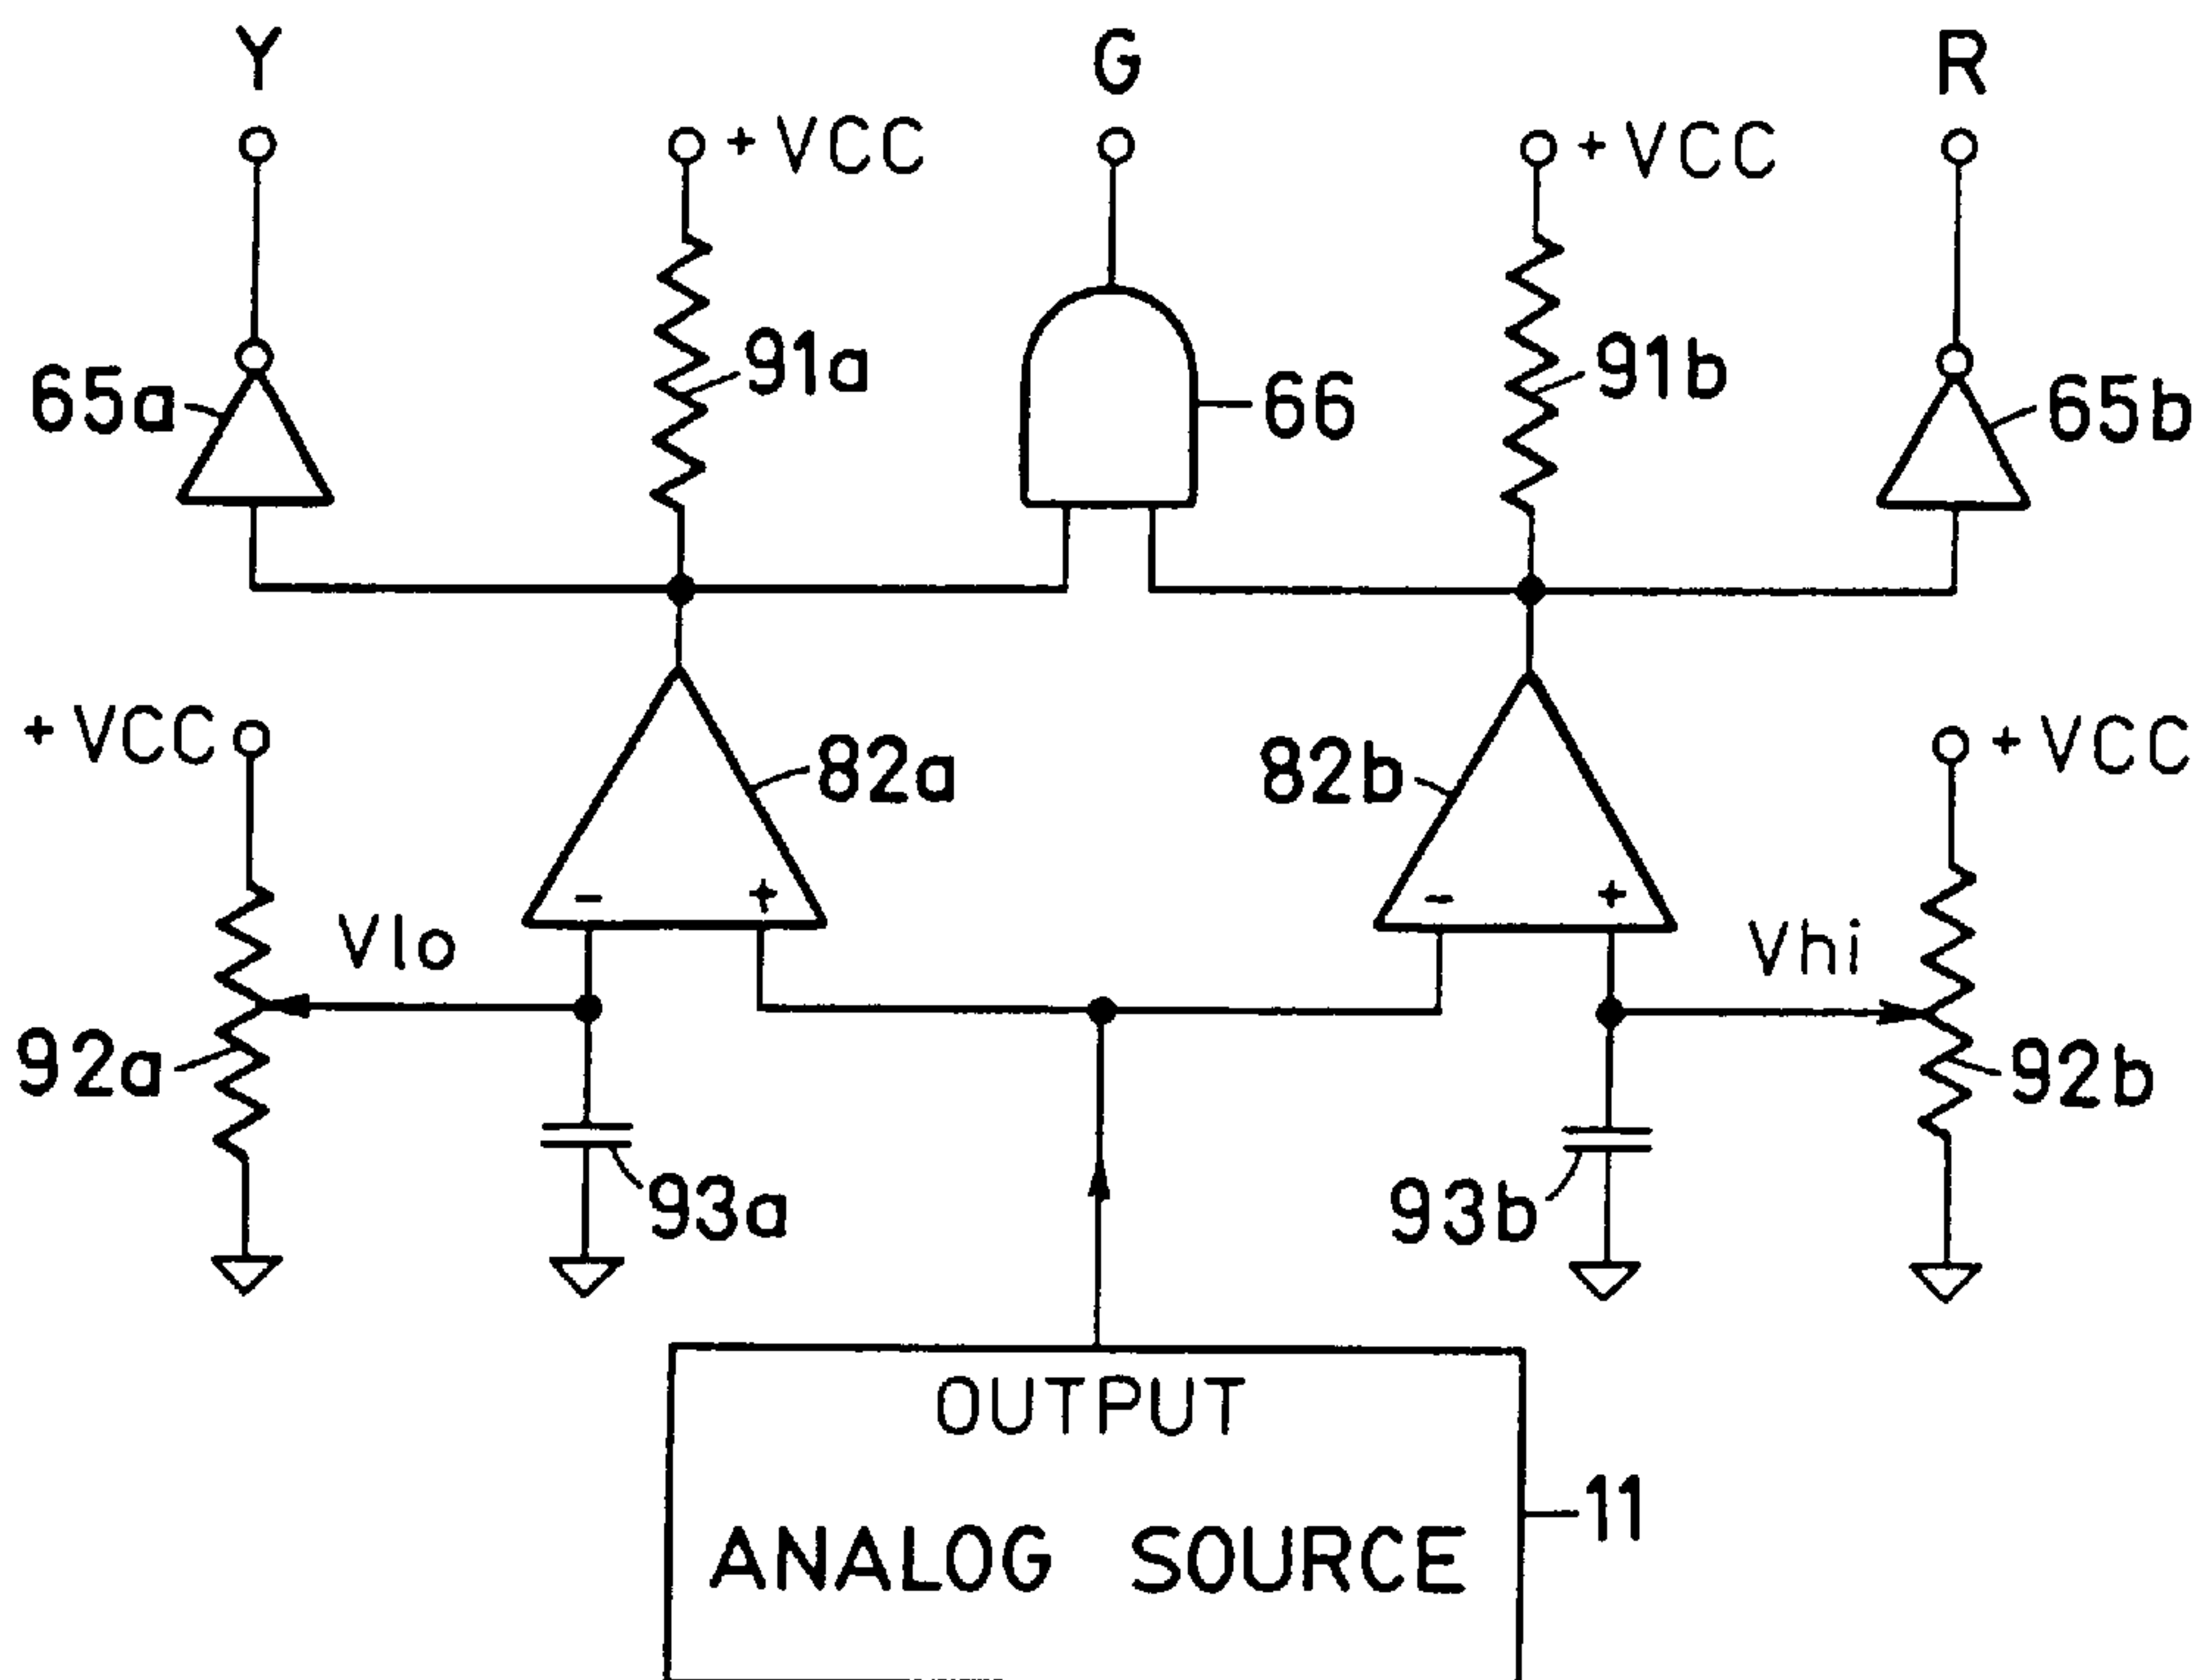 Y G R
+VCC +VCC
65a 91a 66 91b 65b
+VCC 82a 82b +VCC
- + - +
Vlo Vhi
92a 92b
93a 93b
OUTPUT
ANALOG SOURCE 11